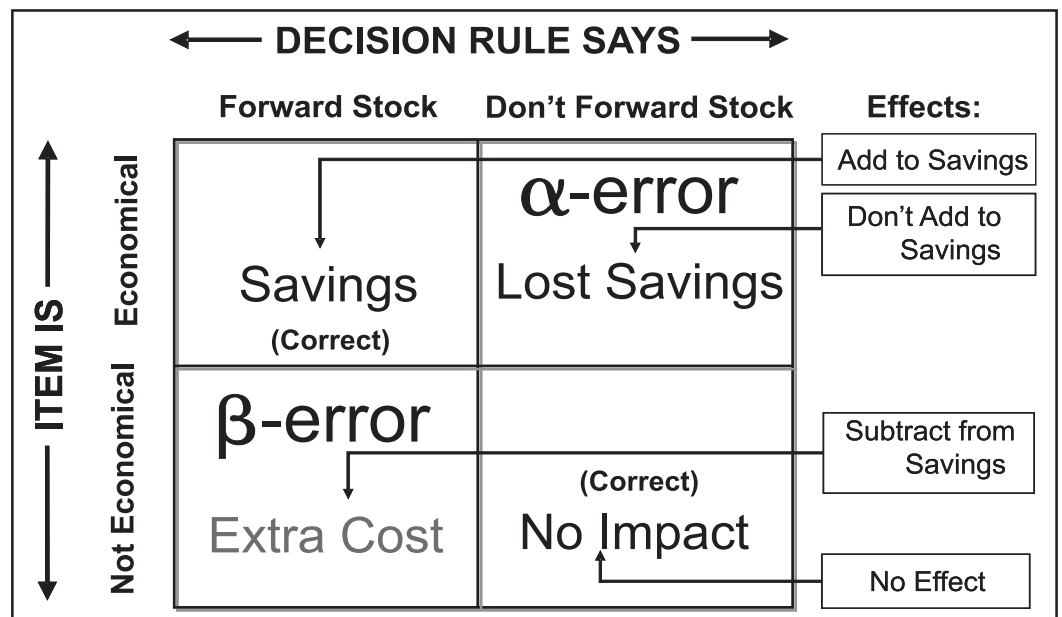 DECISION RULE SAYS
Forward Stock
Don't Forward Stock
Effects:
ITEM IS
Economical
Not Economical
Savings
(Correct)
α-error
Lost Savings
β-error
Extra Cost
(Correct)
No Impact
Add to Savings
Don't Add to
Savings
Subtract from
Savings
No Effect